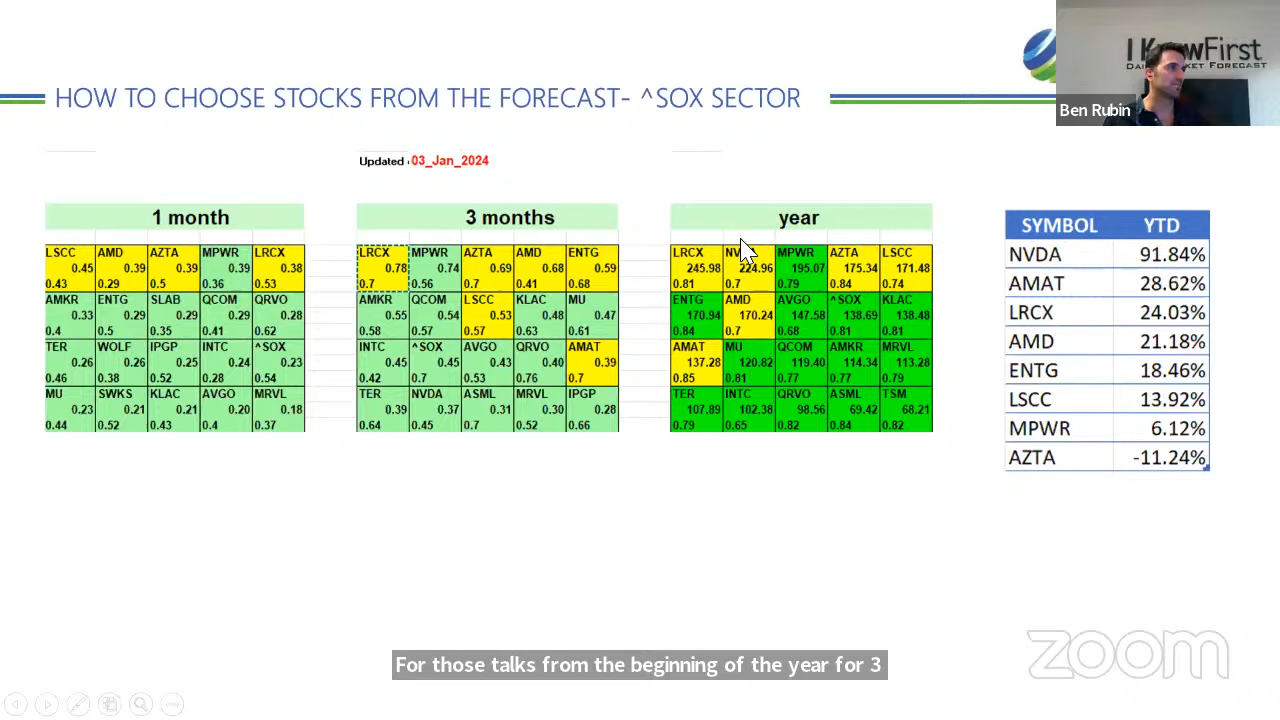 I KnowFirst
DAILY MARKET FORECAST
Ben Rubin
HOW TO CHOOSE STOCKS FROM THE FORECAST- ^SOX SECTOR
Updated 03_Jan_2024
1 month
LSCC AMD AZTA MPWR LRCX
0.45 0.39 0.39 0.39 0.38
0.43 0.29 0.5 0.36 0.53
AMKR ENTG SLAB QCOM QRVO
0.33 0.29 0.29 0.29 0.28
0.4 0.5 0.35 0.41 0.62
TER WOLF IPGP INTC ^SOX
0.26 0.26 0.25 0.24 0.23
0.46 0.38 0.52 0.28 0.54
MU SWKS KLAC AVGO MRVL
0.23 0.21 0.21 0.20 0.18
0.44 0.52 0.43 0.4 0.37
3 months
LRCX MPWR AZTA AMD ENTG
0.78 0.74 0.69 0.68 0.59
0.7 0.56 0.7 0.41 0.68
AMKR QCOM LSCC KLAC MU
0.55 0.54 0.53 0.48 0.47
0.58 0.57 0.57 0.63 0.61
INTC ^SOX AVGO QRVO AMAT
0.45 0.45 0.43 0.40 0.39
0.42 0.7 0.53 0.76 0.7
TER NVDA ASML MRVL IPGP
0.39 0.37 0.31 0.30 0.28
0.64 0.45 0.7 0.52 0.66
year
LRCX MPWR AZTA LSCC
245.98 224.96 195.07 175.34 171.48
0.81 0.7 0.79 0.84 0.74
ENTG AMD AVGO ^SOX KLAC
170.94 170.24 147.58 138.69 138.48
0.84 0.7 0.68 0.81 0.81
AMAT MU QCOM AMKR MRVL
137.28 120.82 119.40 114.34 113.28
0.85 0.81 0.77 0.77 0.79
TER INTC QRVO ASML TSM
107.89 102.38 98.56 69.42 68.21
0.79 0.65 0.82 0.84 0.82
SYMBOL YTD
NVDA 91.84%
AMAT 28.62%
LRCX 24.03%
AMD 21.18%
ENTG 18.46%
LSCC 13.92%
MPWR 6.12%
AZTA -11.24%
For those talks from the beginning of the year for 3
zoom